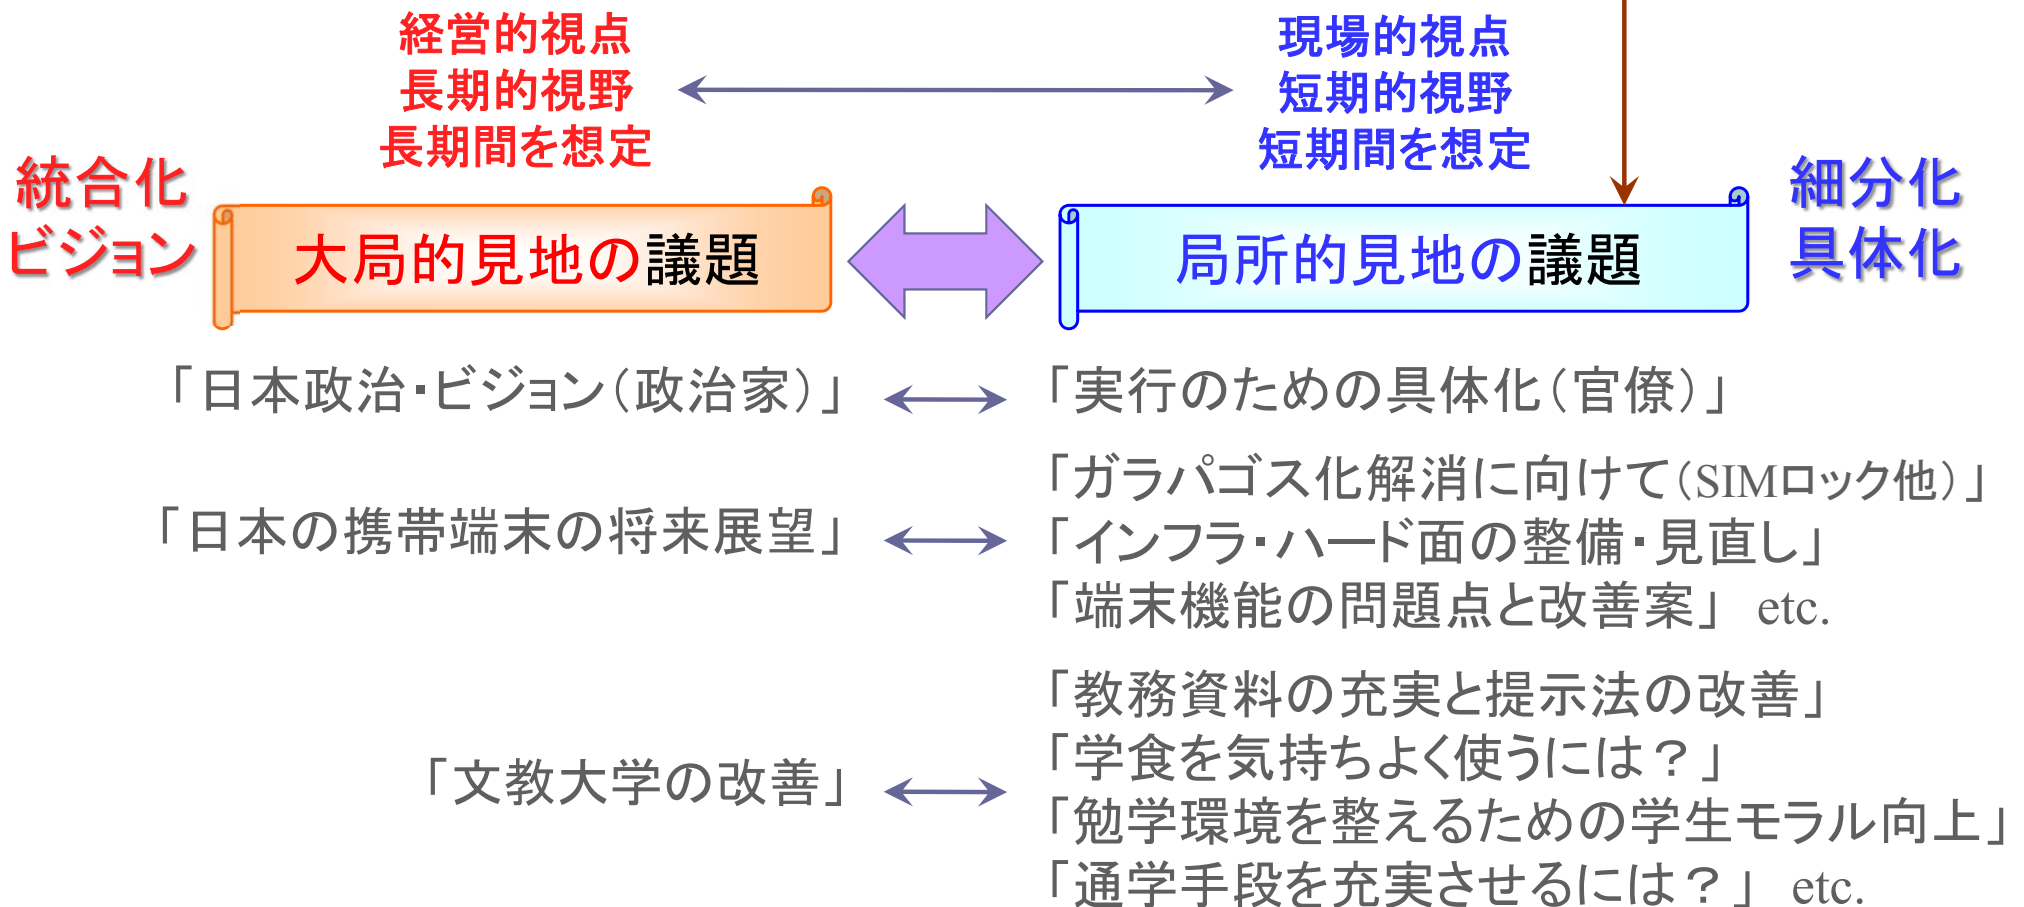 経営的視点
長期的視野
長期間を想定
現場的視点
短期的視野
短期間を想定
統合化
ビジョン
大局的見地の議題
局所的見地の議題
細分化
具体化
「日本政治・ビジョン（政治家）」
「実行のための具体化（官僚）」
「日本の携帯端末の将来展望」
「ガラパゴス化解消に向けて（SIMロック他）」
「インフラ・ハード面の整備・見直し」
「端末機能の問題点と改善案」 etc.
「文教大学の改善」
「教務資料の充実と提示法の改善」
「学食を気持ちよく使うには？」
「勉学環境を整えるための学生モラル向上」
「通学手段を充実させるには？」 etc.